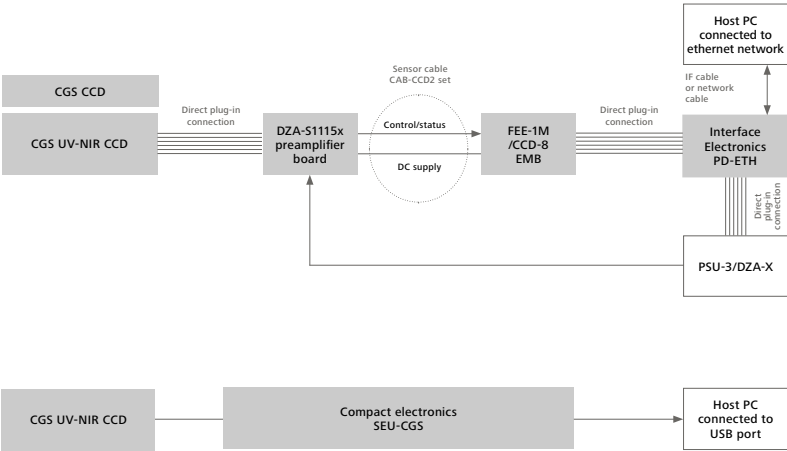 Host PC
connected to
ethernet network
Sensor cable
CAB-CCD2 set
IF cable
or network
cable
CGS CCD
Direct plug-in
connection
Direct plug-in
connection
CGS UV-NIR CCD
DZA-S1115x
preamplifier
board
Control/status
DC supply
FEE-1M
/CCD-8
EMB
Interface
Electronics
PD-ETH
Direct
plug-in
connection
PSU-3/DZA-X
CGS UV-NIR CCD
Compact electronics
SEU-CGS
Host PC
connected to
USB port